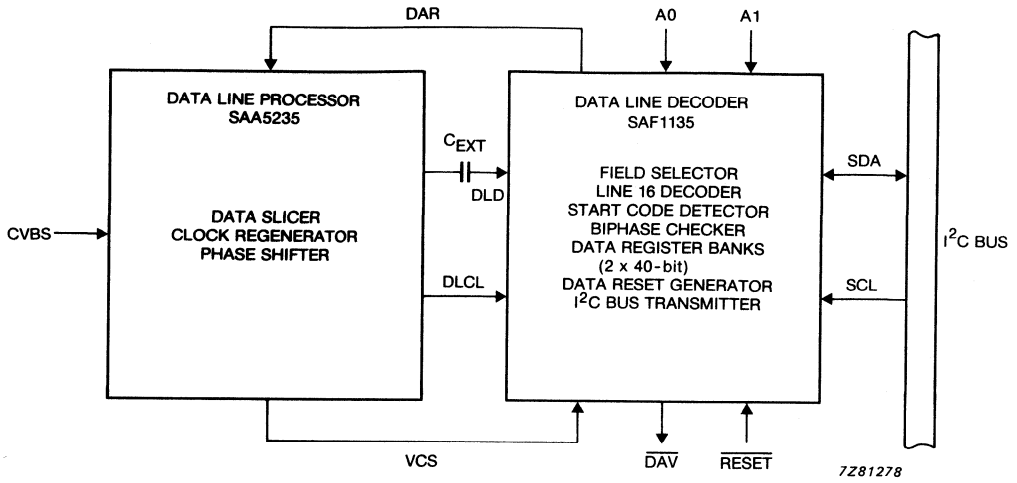 DAR
A0
A1
DATA LINE PROCESSOR
SAA5235
DATA LINE DECODER
SAF1135
CEXT
DLD
FIELD SELECTOR
LINE 16 DECODER
START CODE DETECTOR
BIPHASE CHECKER
DATA REGISTER BANKS
(2 x 40-bit)
DATA RESET GENERATOR
I²C BUS TRANSMITTER
SDA
CVBS
DATA SLICER
CLOCK REGENERATOR
PHASE SHIFTER
I²C BUS
DLCL
SCL
VCS
DAV
RESET
7Z81278